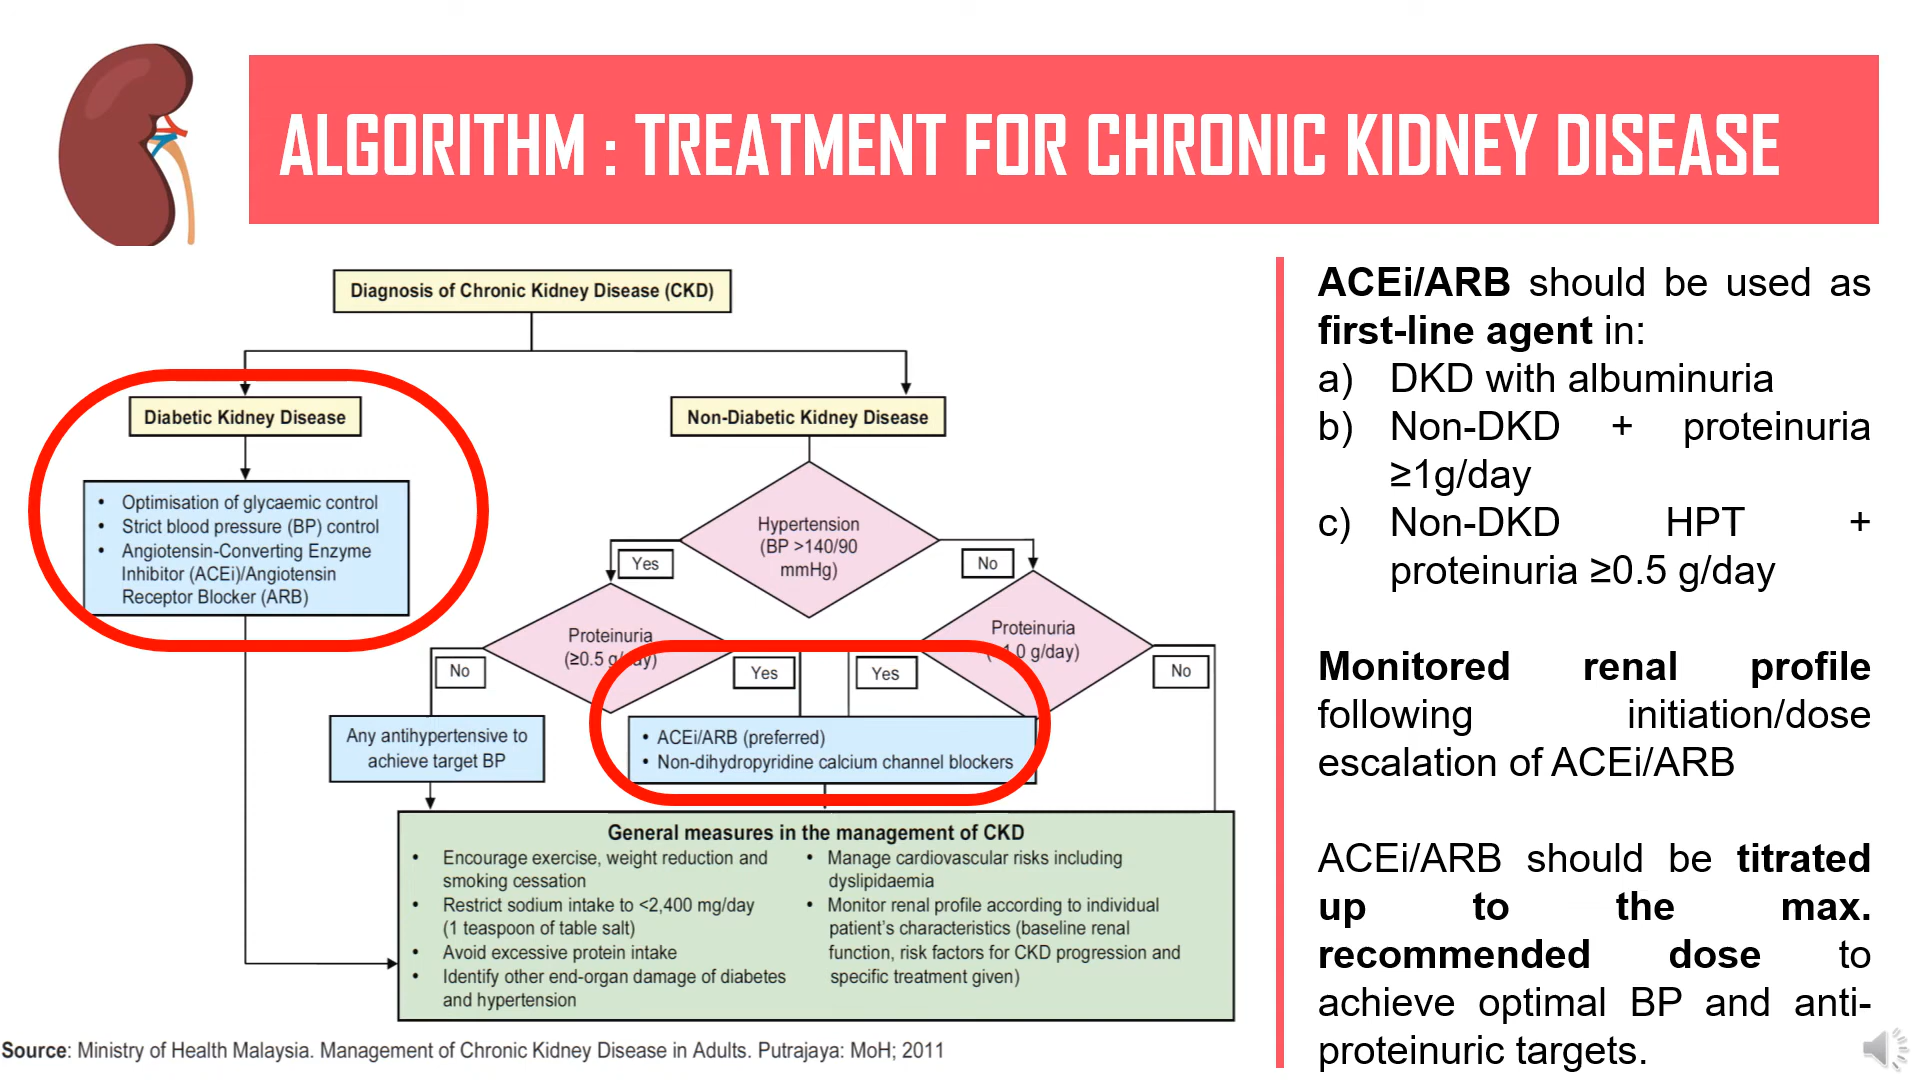 ALGORITHM : TREATMENT FOR CHRONIC KIDNEY DISEASE
Diagnosis of Chronic Kidney Disease (CKD)
Diabetic Kidney Disease
• Optimisation of glycaemic control
• Strict blood pressure (BP) control
• Angiotensin-Converting Enzyme
Inhibitor (ACEi)/Angiotensin
Receptor Blocker (ARB)
Non-Diabetic Kidney Disease
Hypertension
(BP >140/90
mmHg)
Yes
No
Proteinuria
(≥0.5 g/day)
Proteinuria
1.0 g/day)
No
Yes
Yes
No
Any antihypertensive to
achieve target BP
• ACEi/ARB (preferred)
• Non-dihydropyridine calcium channel blockers
General measures in the management of CKD
• Encourage exercise, weight reduction and
smoking cessation
• Restrict sodium intake to <2,400 mg/day
(1 teaspoon of table salt)
• Avoid excessive protein intake
• Identify other end-organ damage of diabetes
and hypertension
• Manage cardiovascular risks including
dyslipidaemia
• Monitor renal profile according to individual
patient's characteristics (baseline renal
function, risk factors for CKD progression and
specific treatment given)
Source: Ministry of Health Malaysia. Management of Chronic Kidney Disease in Adults. Putrajaya: MoH; 2011
ACEi/ARB should be used as
first-line agent in:
a) DKD with albuminuria
b) Non-DKD + proteinuria
≥1g/day
c) Non-DKD HPT +
proteinuria ≥0.5 g/day
Monitored renal profile
following initiation/dose
escalation of ACEi/ARB
ACEi/ARB should be titrated
up to the max.
recommended dose to
achieve optimal BP and anti-
proteinuric targets.